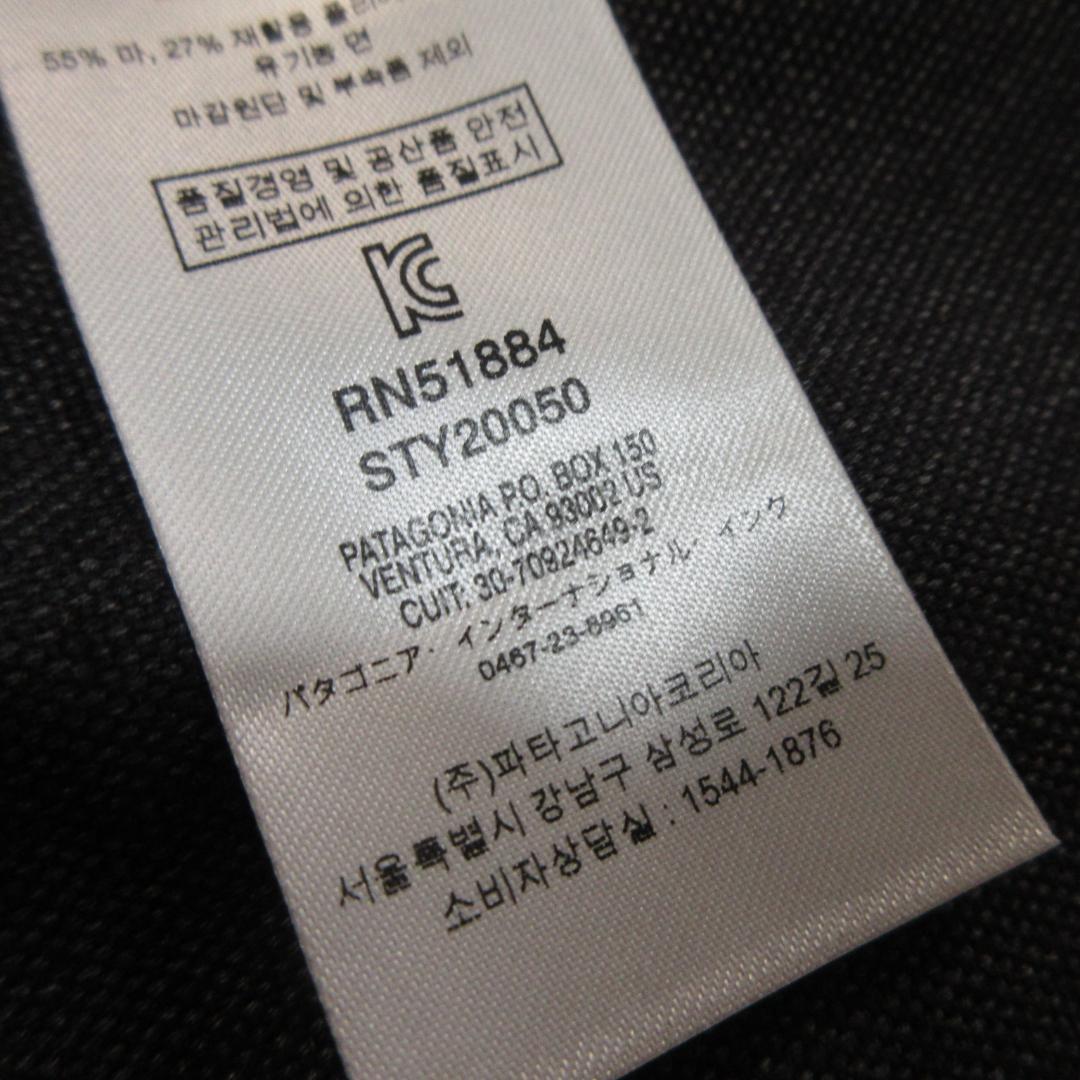 55% 마, 27% 재활용
유기농 면
마감원단 및 부속품 제외
품질경영 및 공산품 안전
관리법에 의한 품질표시
KC
RN51884
STY20050
PATAGONIA P.O. BOX 150
VENTURA, CA 93002 US
CUIT: 30-70924649-2
パタゴニア・インターナショナル・インク
0467-23-8961
(주)파타고니아코리아
서울특별시 강남구 삼성로 122길 25
소비자상담실 : 1544-1876